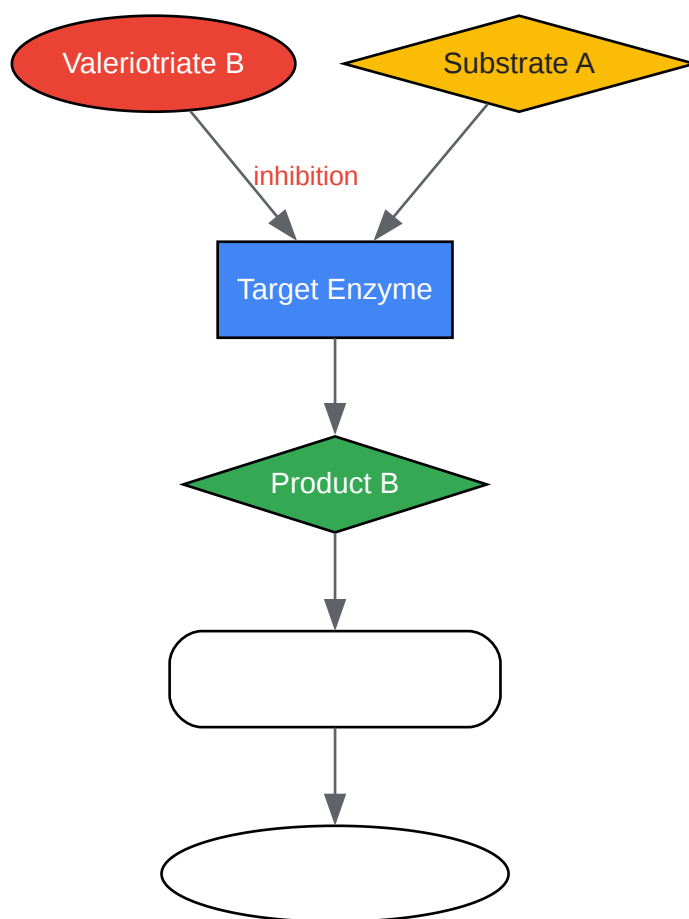 Valeriotriate B
Substrate A
inhibition
Target Enzyme
Product B